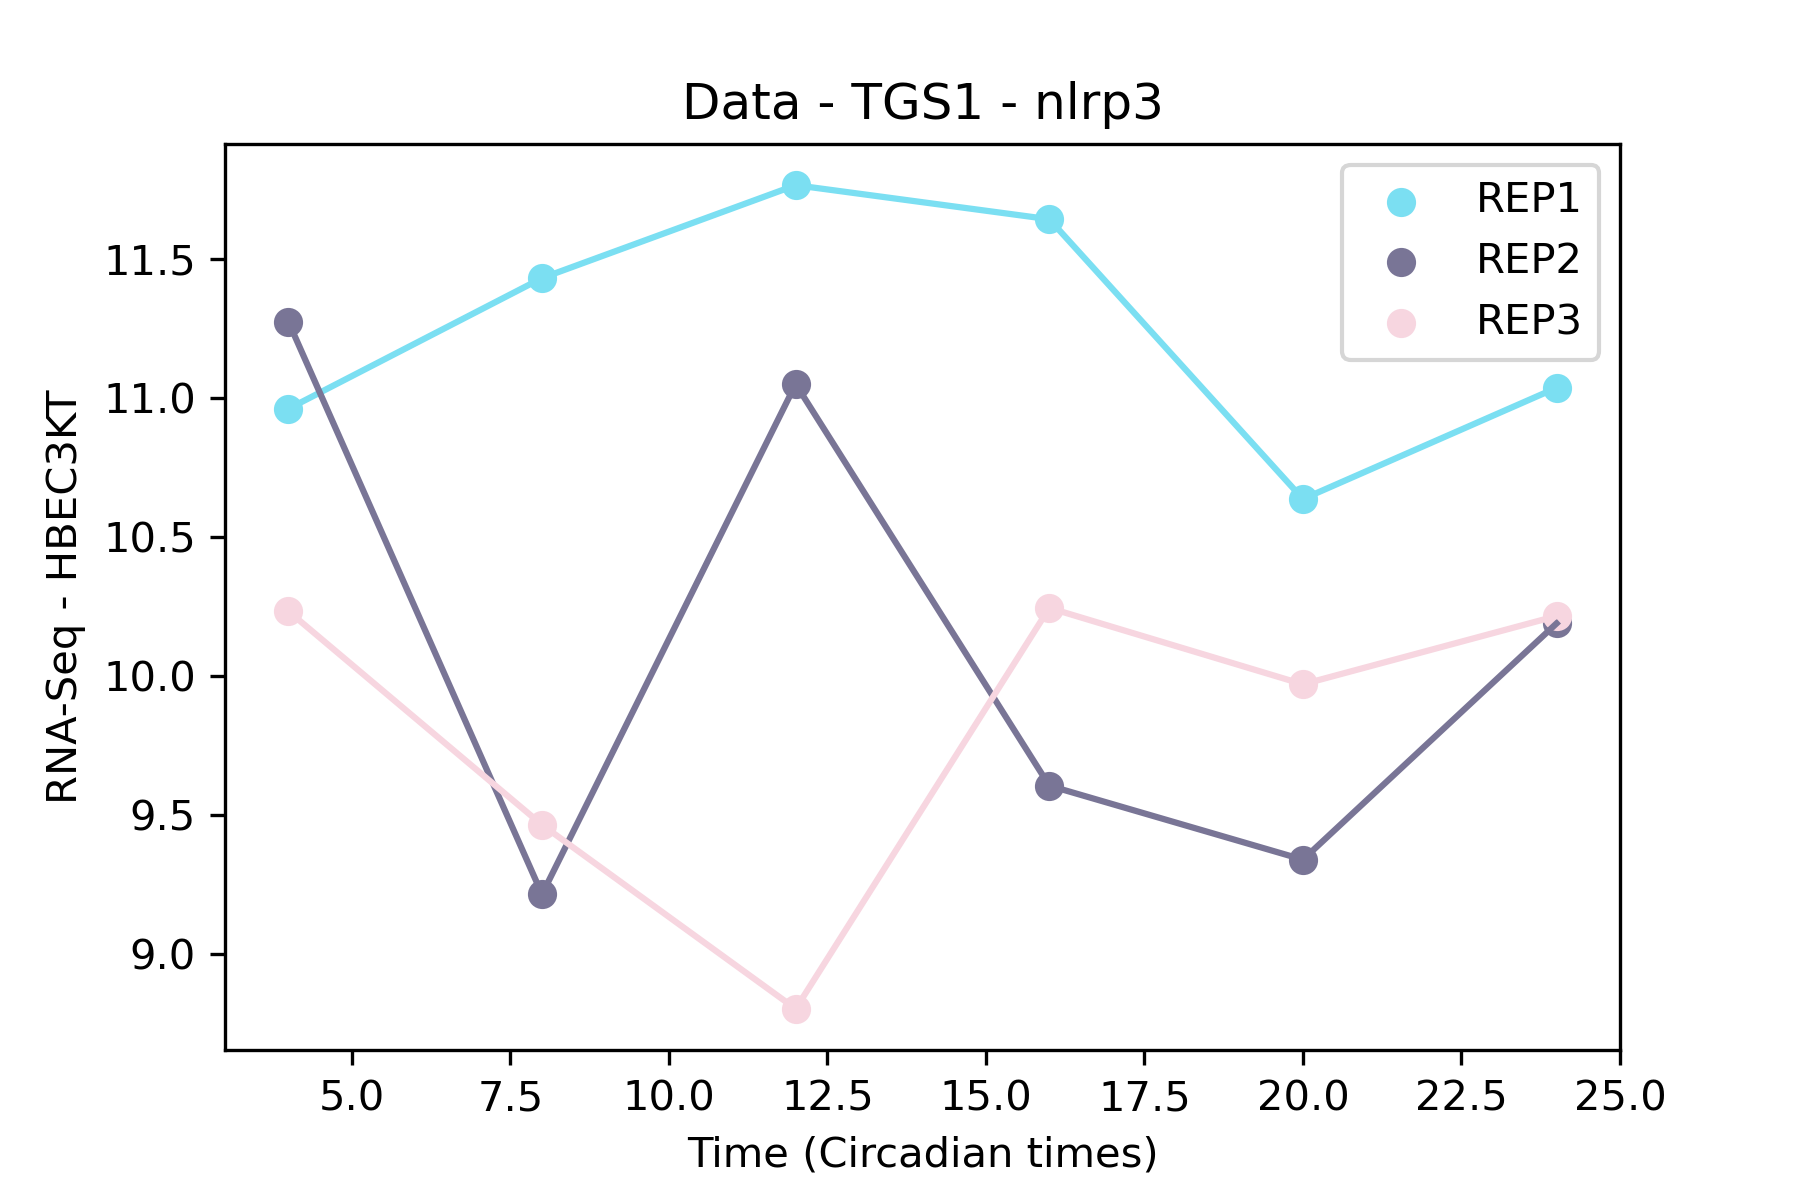 Data - TGS1 - nlrp3
REP1
REP2
REP3
RNA-Seq - HBEC3KT
11.5
11.0
10.5
10.0
9.5
9.0
5.0 7.5 10.0 12.5 15.0 17.5 20.0 22.5 25.0
Time (Circadian times)